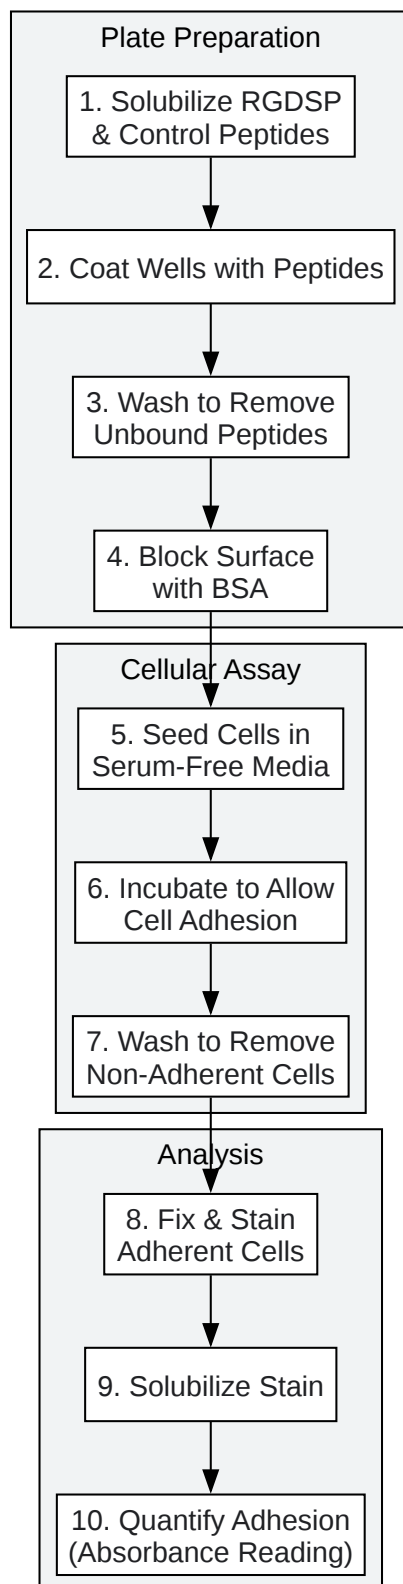 Plate Preparation
1. Solubilize RGDSP
& Control Peptides
2. Coat Wells with Peptides
3. Wash to Remove
Unbound Peptides
4. Block Surface
with BSA
Cellular Assay
5. Seed Cells in
Serum-Free Media
6. Incubate to Allow
Cell Adhesion
7. Wash to Remove
Non-Adherent Cells
Analysis
8. Fix & Stain
Adherent Cells
9. Solubilize Stain
10. Quantify Adhesion
(Absorbance Reading)